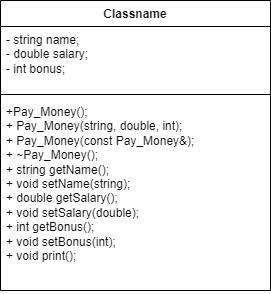 Classname
- string name;
- double salary;
- int bonus;
+Pay_Money();
+ Pay_Money(string, double, int);
+ Pay_Money(const Pay_Money&);
+ ~Pay_Money();
+ string getName();
+ void setName(string);
+ double getSalary();
+ void setSalary(double);
+ int getBonus();
+ void setBonus(int);
+ void print();